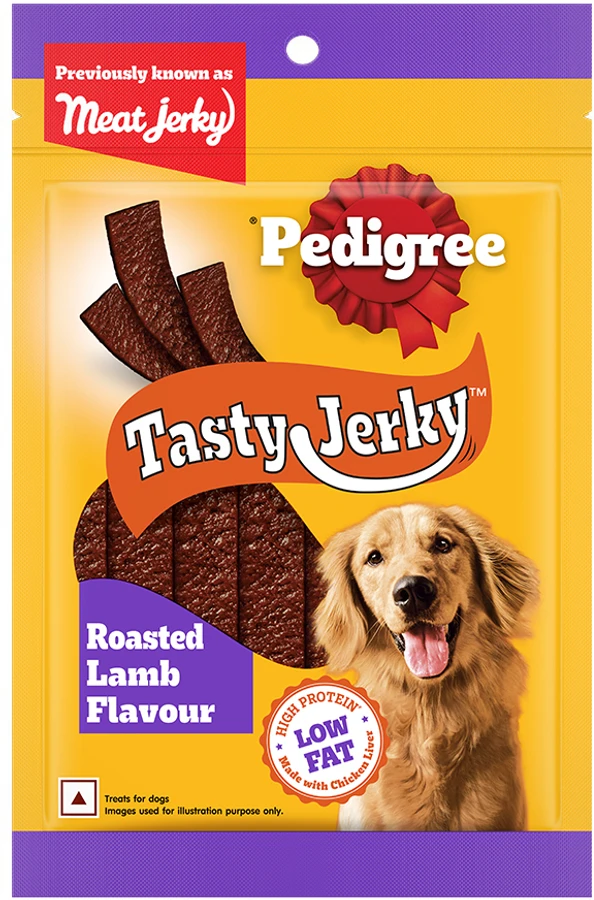 Previously known as
Meat Jerky
®Pedigree
Tasty Jerky™
Roasted
Lamb
Flavour
HIGH PROTEIN*
LOW
FAT
Made with Chicken Liver
Treats for dogs
Images used for illustration purpose only.